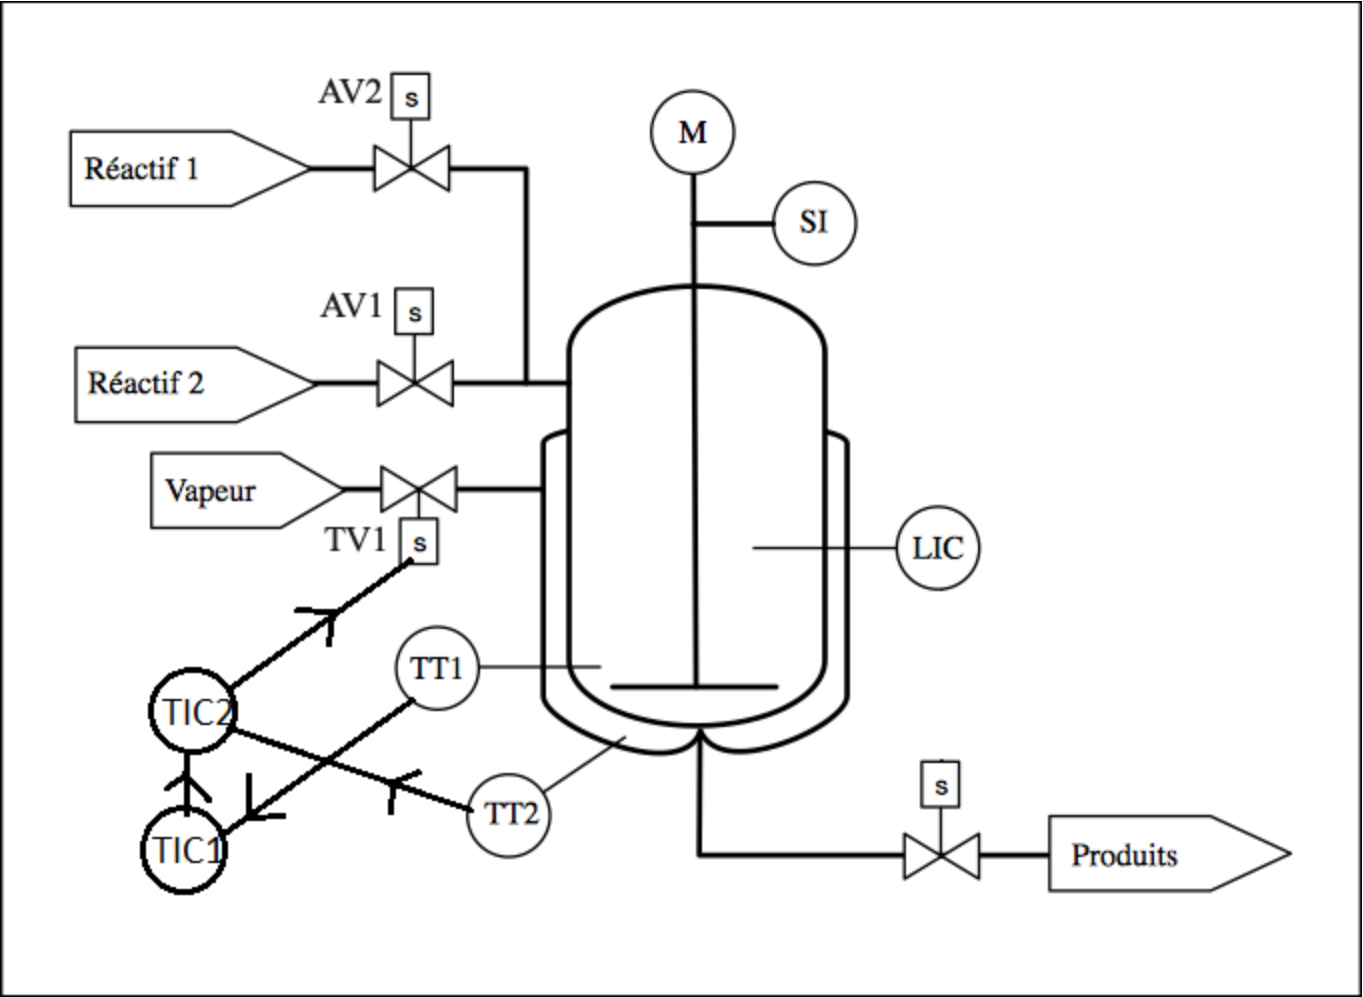 AV2
s
M
Réactif 1
SI
AV1
s
Réactif 2
Vapeur
TV1
s
LIC
TT1
TIC2
TT2
TIC1
s
Produits